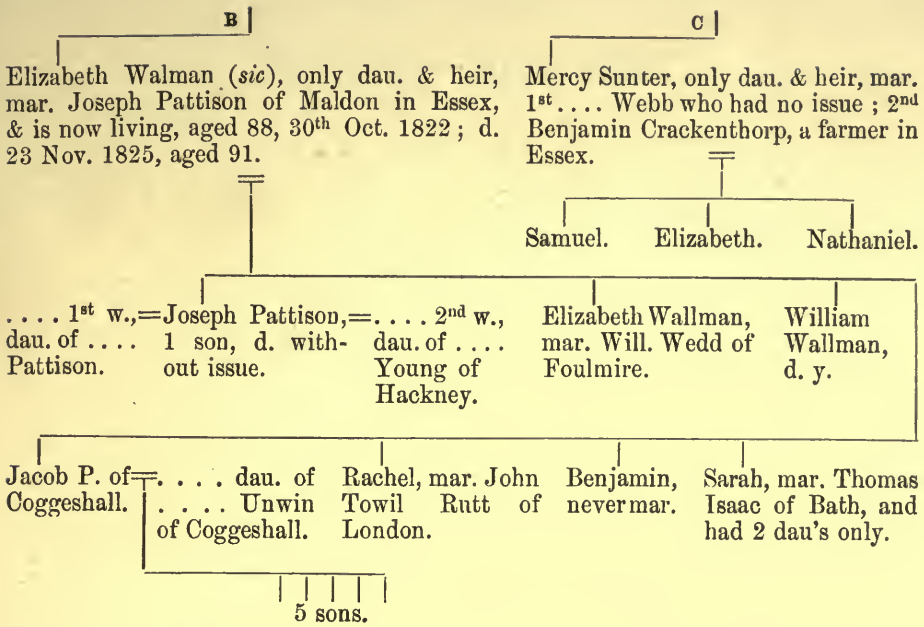 B
Elizabeth Walman (sic), only dau. & heir,
mar. Joseph Pattison of Maldon in Essex,
& is now living, aged 88, 30th Oct. 1822; d.
23 Nov. 1825, aged 91.
C
Mercy Sunter, only dau. & heir, mar.
1st . . . . Webb who had no issue; 2nd
Benjamin Crackenthorp, a farmer in
Essex.
Samuel. Elizabeth. Nathaniel.
. . . . 1st w.,
dau. of . . . .
Pattison.
=Joseph Pattison,=
1 son, d. with-
out issue.
. . . . 2nd w.,
dau. of . . . .
Young of
Hackney.
Elizabeth Wallman,
mar. Will. Wedd of
Foulmire.
William
Wallman,
d. y.
Jacob P. of
Coggeshall.
=. . . . dau. of
. . . . Unwin
of Coggeshall.
Rachel, mar. John
Towil Rutt of
London.
Benjamin,
never mar.
Sarah, mar. Thomas
Isaac of Bath, and
had 2 dau's only.
5 sons.